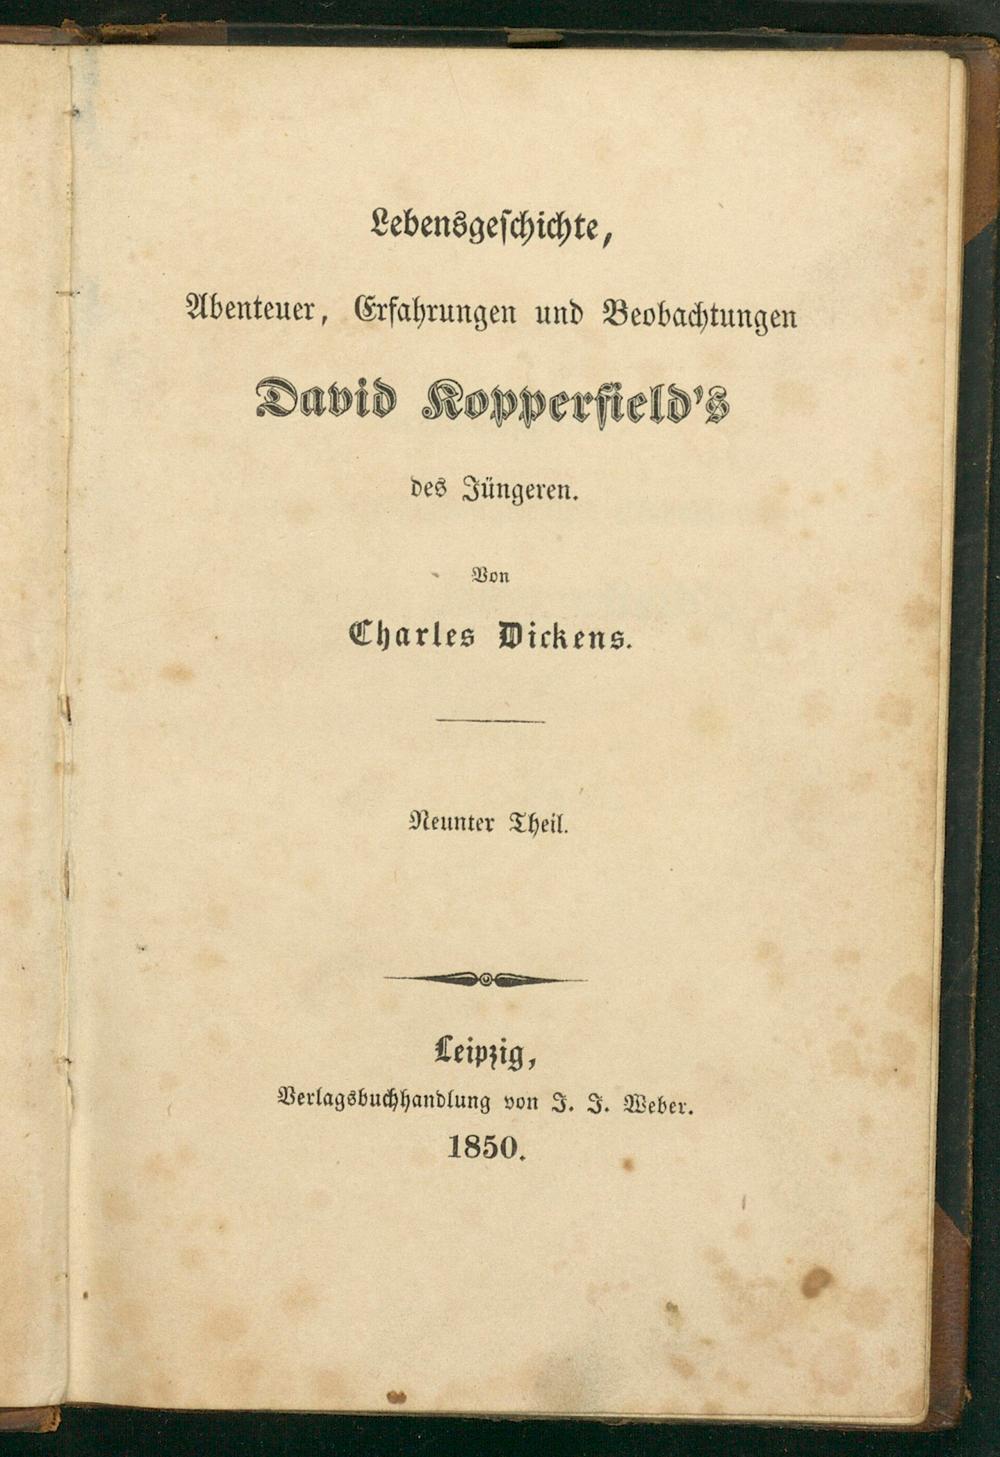 Lebensgeschichte,
Abenteuer, Erfahrungen und Beobachtungen
David Kopperfield's
des Jüngeren.
Von
Charles Dickens.
Neunter Theil.
Leipzig,
Verlagsbuchhandlung von J. J. Weber.
1850.